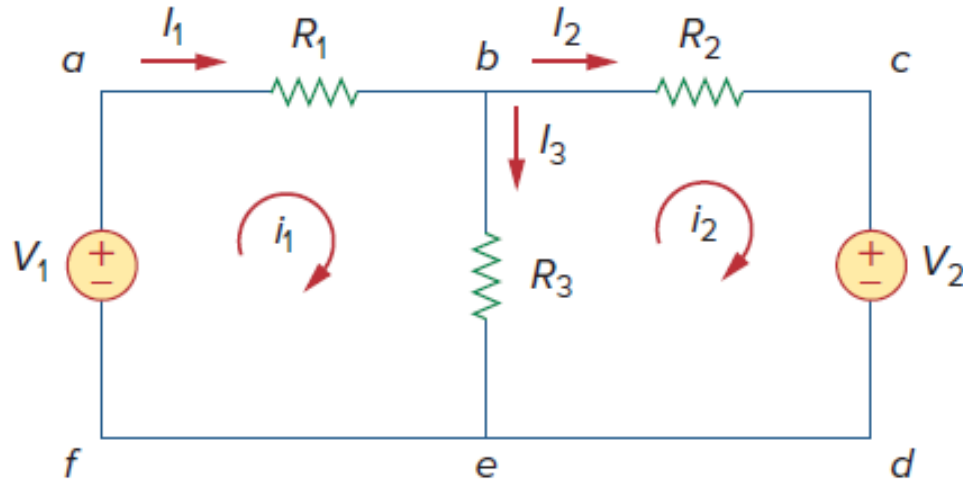 a I₁ R₁ b I₂ R₂ c
I₃
i₁ i₂
V₁ + − R₃ + − V₂
f e d